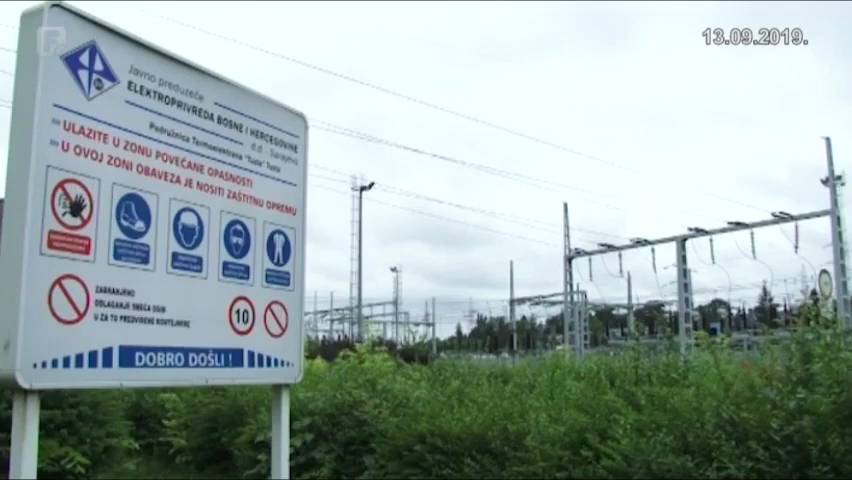 13.09.2019.
Javno preduzeće
ELEKTROPRIVREDA BOSNE I HERCEGOVINE
d.d. - Sarajevo
Podružnica Termoelektrana "Tuzla" Tuzla
››› ULAZITE U ZONU POVEĆANE OPASNOSTI
››› U OVOJ ZONI OBAVEZA JE NOSITI ZAŠTITNU OPREMU
ZABRANJENO
ODLAGANJE SMEĆA OSIM
U ZA TO PREDVIĐENE KONTEJNERE
10
DOBRO DOŠLI !